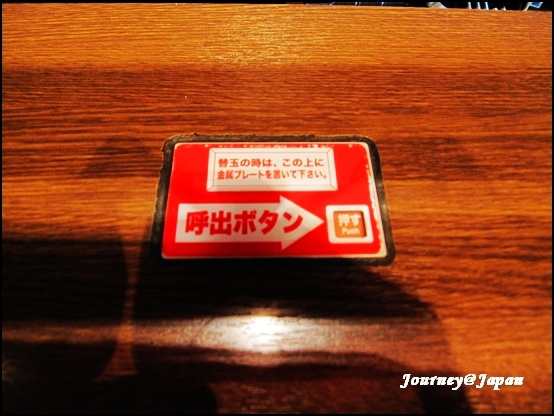 替玉の時は、この上に
金属プレートを置いて下さい。
呼出ボタン
押す
Push
Journey@Japan